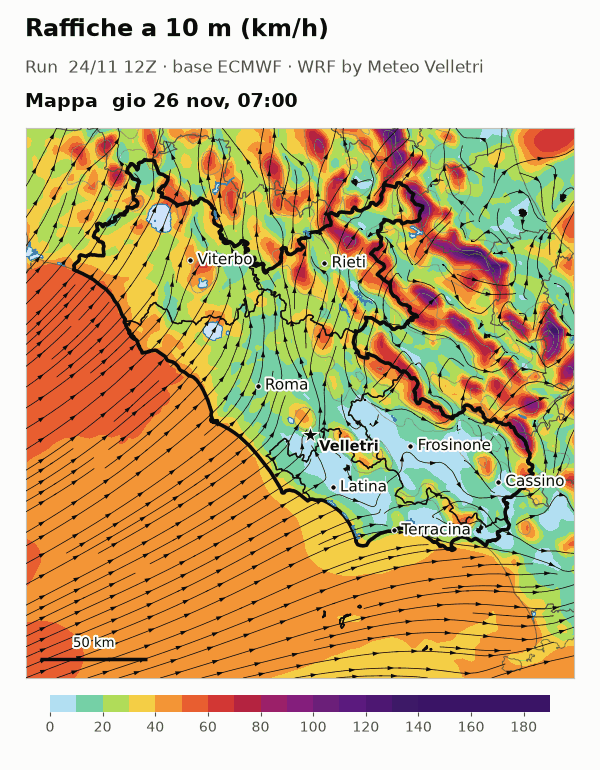 Raffiche a 10 m (km/h)
Run  24/11 12Z · base ECMWF · WRF by Meteo Velletri
Mappa  gio 26 nov, 07:00
Viterbo
Rieti
Roma
Velletri
Frosinone
Cassino
Latina
Terracina
50 km
0 20 40 60 80 100 120 140 160 180